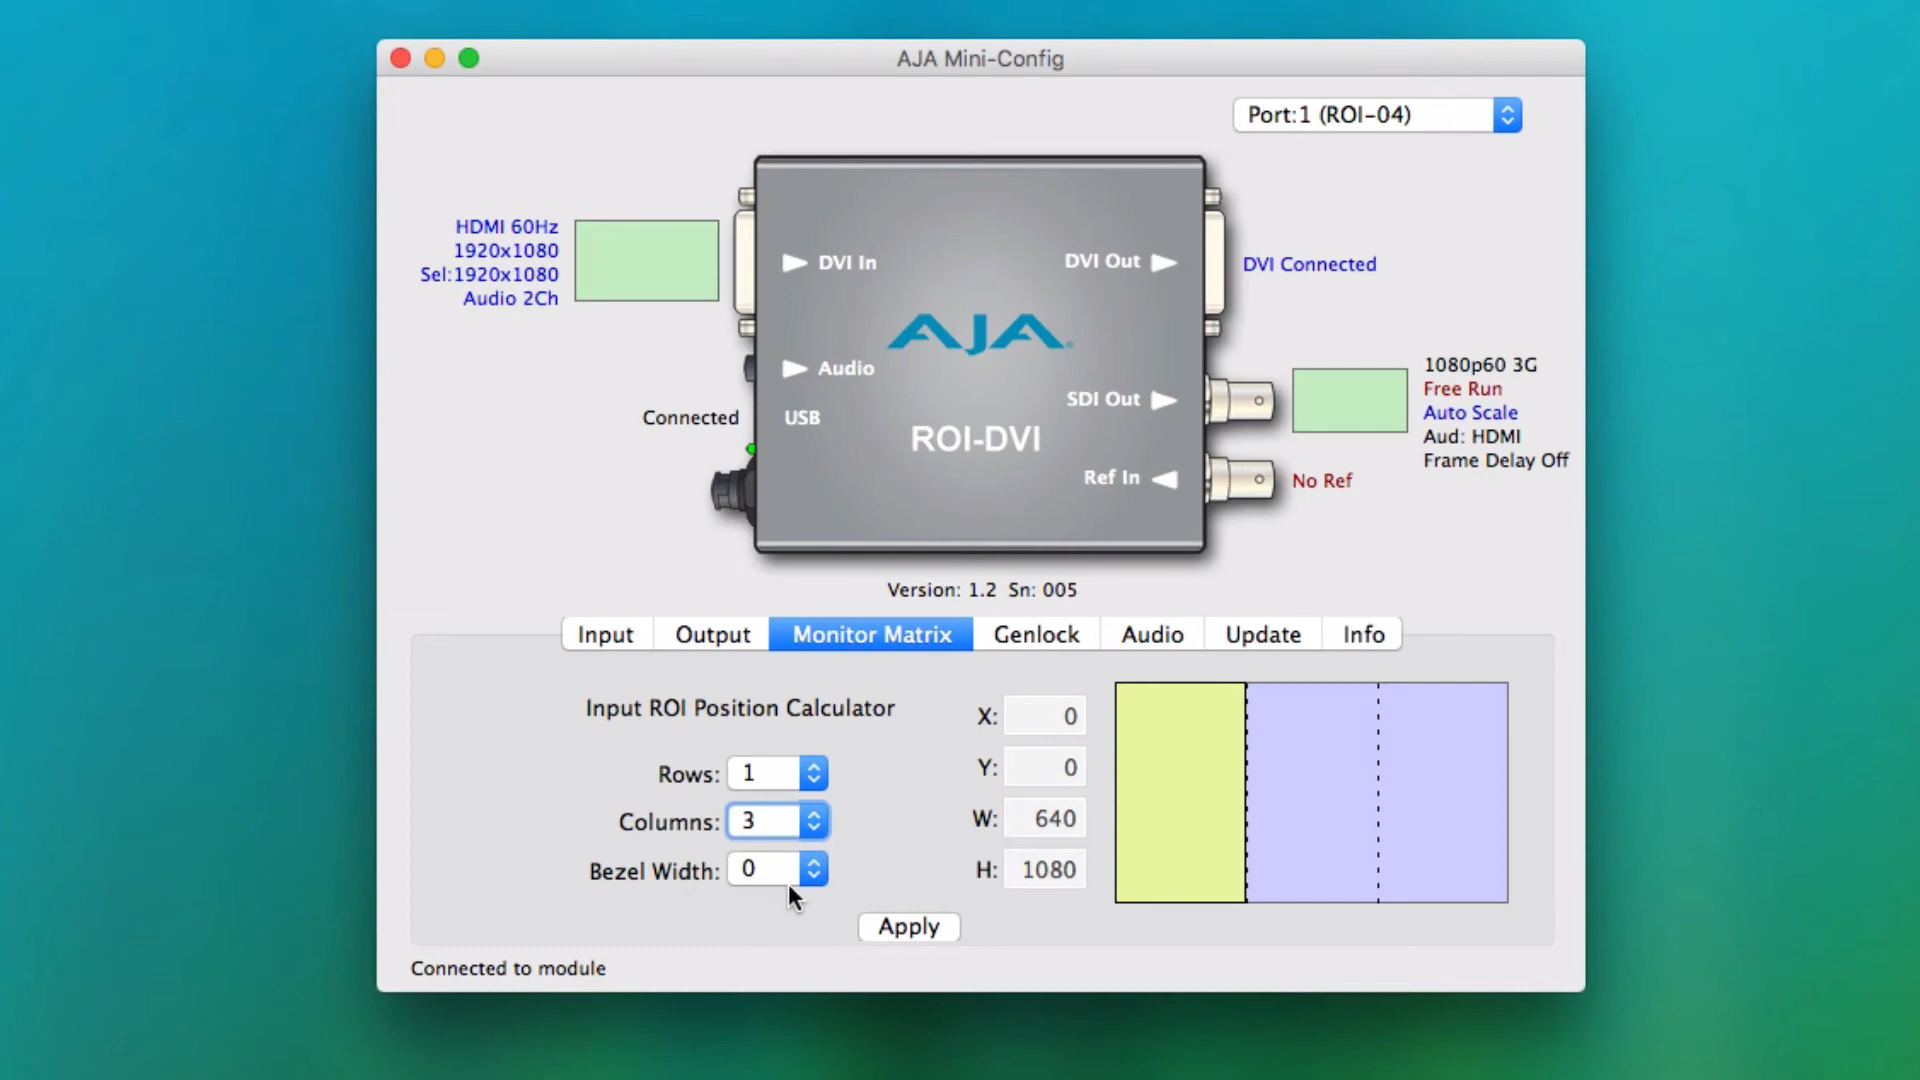 AJA Mini-Config
Port:1 (ROI-04)
HDMI 60Hz
1920x1080
Sel:1920x1080
Audio 2Ch
DVI In
DVI Out
DVI Connected
AJA
Audio
Connected
USB
SDI Out
ROI-DVI
Ref In
1080p60 3G
Free Run
Auto Scale
Aud: HDMI
Frame Delay Off
No Ref
Version: 1.2 Sn: 005
Input
Output
Monitor Matrix
Genlock
Audio
Update
Info
Input ROI Position Calculator
Rows: 1
Columns: 3
Bezel Width: 0
X: 0
Y: 0
W: 640
H: 1080
Apply
Connected to module